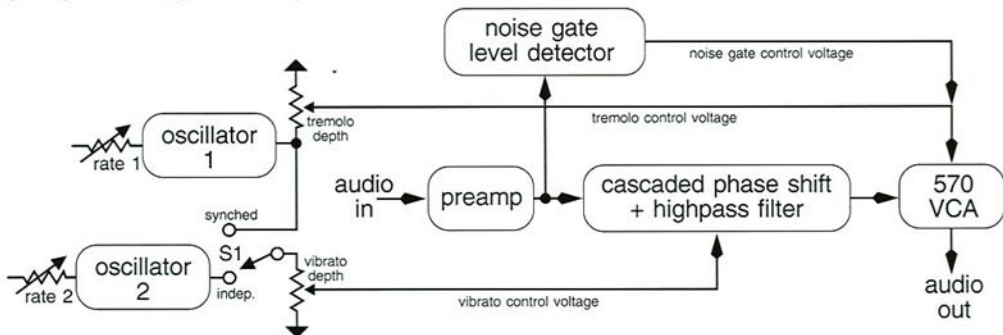 noise gate
level detector
noise gate control voltage
tremolo
depth
tremolo control voltage
oscillator
1
rate 1
audio
in
preamp
cascaded phase shift
+ highpass filter
570
VCA
synched
S1
vibrato
depth
oscillator
2
rate 2
indep.
vibrato control voltage
audio
out